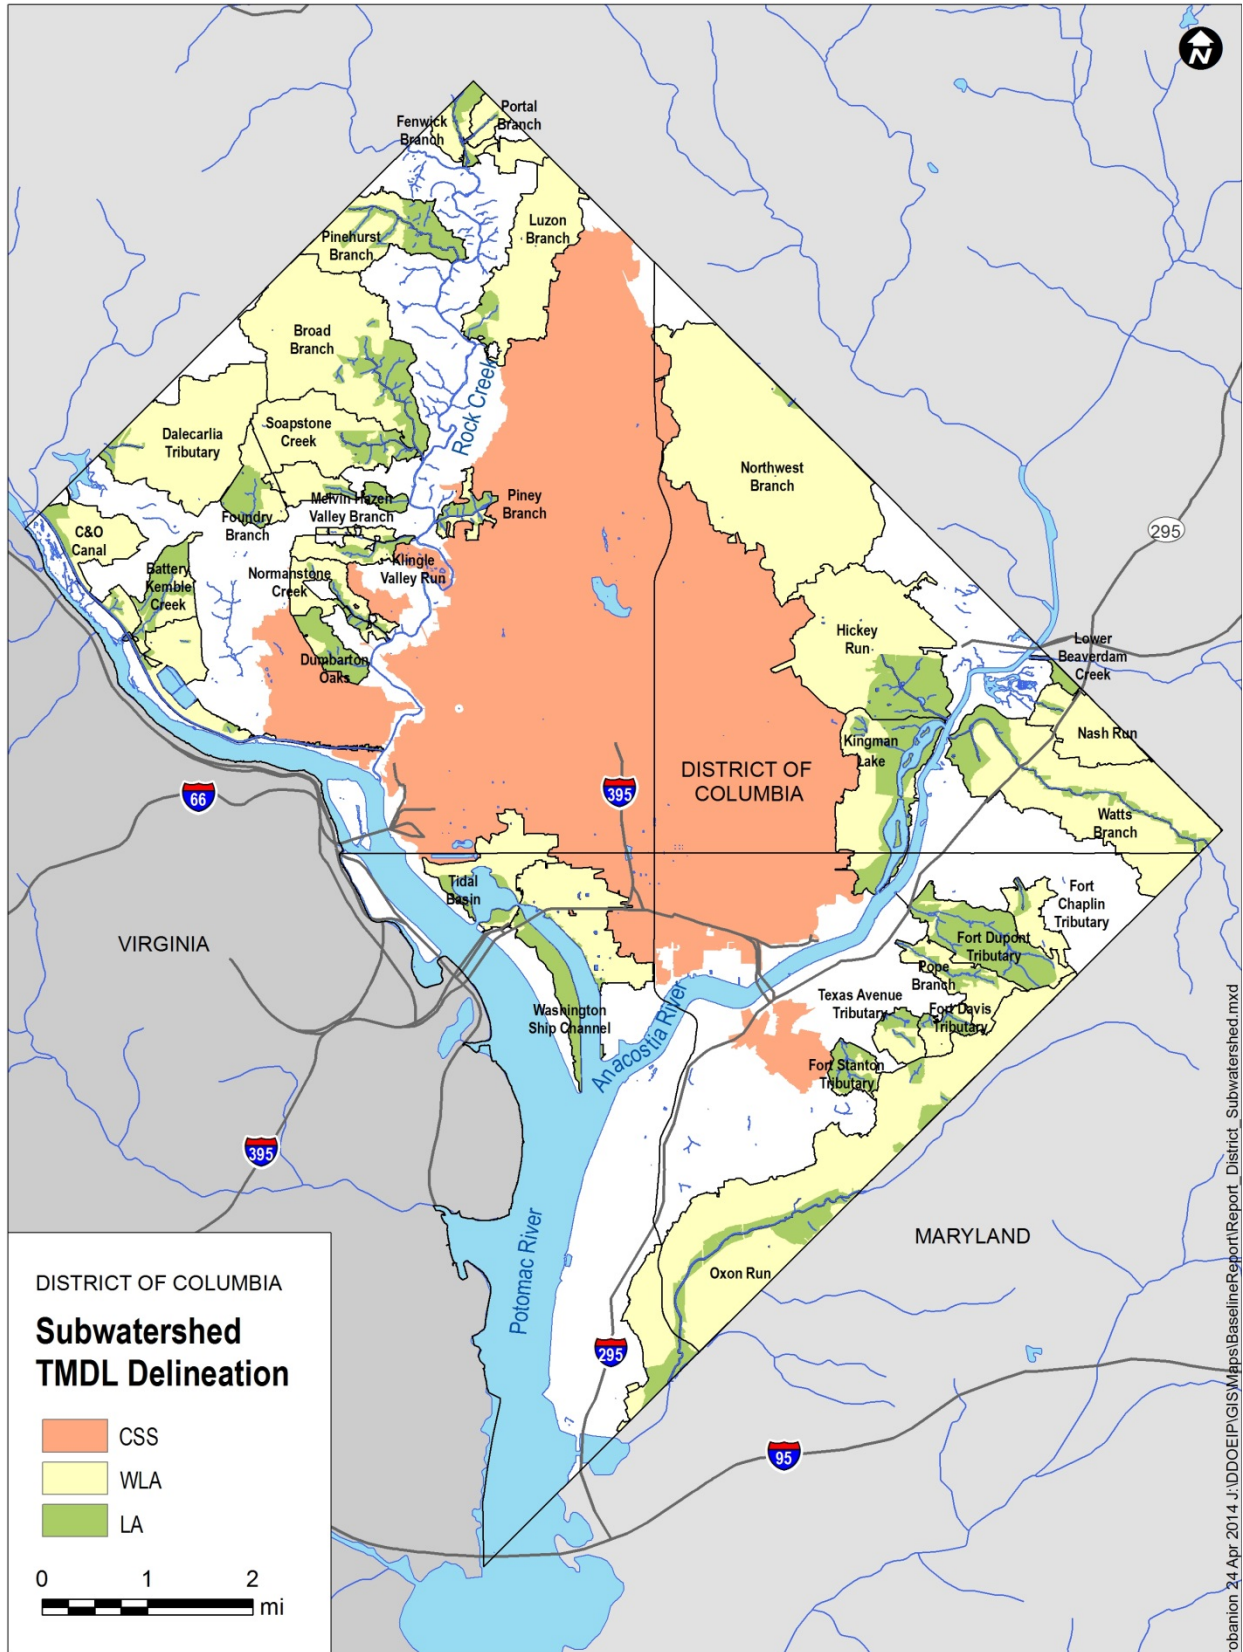 N
Portal
Branch
Fenwick
Branch
Luzon
Branch
Pinehurst
Branch
Broad
Branch
Rock Creek
Soapstone
Creek
Dalecarlia
Tributary
Northwest
Branch
Melvin Hazen
Valley Branch
Piney
Branch
Foundry
Branch
C&O
Canal
295
Klingle
Valley Run
Battery
Kemble
Creek
Normanstone
Creek
Hickey
Run
Lower
Beaverdam
Creek
Dumbarton
Oaks
Nash Run
Kingman
Lake
DISTRICT OF
COLUMBIA
66
395
Watts
Branch
Tidal
Basin
Fort
Chaplin
Tributary
VIRGINIA
Fort Dupont
Tributary
Pope
Branch
Texas Avenue
Tributary
Fort Davis
Tributary
Washington
Ship Channel
Anacostia River
Fort Stanton
Tributary
395
MARYLAND
Potomac River
Oxon Run
295
95
DISTRICT OF COLUMBIA
Subwatershed
TMDL Delineation
CSS
WLA
LA
0 1 2
mi
robanion 24 Apr 2014 J:\DDOEIP\GIS\Maps\BaselineReport\Report_District_Subwatershed.mxd